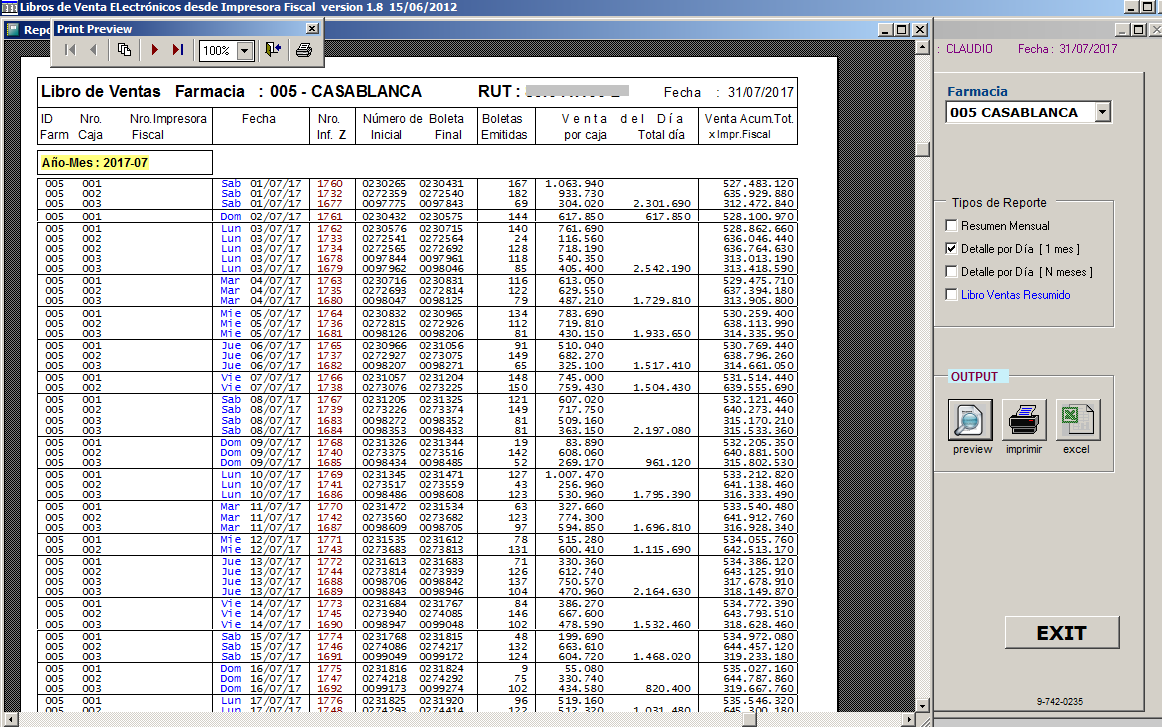 Libros de Venta ELectrónicos desde Impresora Fiscal version 1.8 15/06/2012
Repo
Print Preview
100%
Libro de Ventas Farmacia : 005 - CASABLANCA RUT : Fecha : 31/07/2017
ID Nro. Nro.Impresora Fecha Nro. Número de Boleta Boletas Venta del Día Venta Acum.Tot.
Farm Caja Fiscal Inf. Z Inicial Final Emitidas por caja Total día x Impr.Fiscal
Año-Mes : 2017-07
005 001 Sab 01/07/17 1760 0230265 0230431 167 1.063.940 527.483.120
005 002 Sab 01/07/17 1732 0272359 0272540 182 933.730 635.929.880
005 003 Sab 01/07/17 1677 0097775 0097843 69 304.020 2.301.690 312.472.840
005 001 Dom 02/07/17 1761 0230432 0230575 144 617.850 617.850 528.100.970
005 001 Lun 03/07/17 1762 0230576 0230715 140 761.690 528.862.660
005 002 Lun 03/07/17 1733 0272541 0272564 24 116.560 636.046.440
005 002 Lun 03/07/17 1734 0272565 0272692 128 718.190 636.764.630
005 003 Lun 03/07/17 1678 0097844 0097961 118 540.350 313.013.190
005 003 Lun 03/07/17 1679 0097962 0098046 85 405.400 2.542.190 313.418.590
005 001 Mar 04/07/17 1763 0230716 0230831 116 613.050 529.475.710
005 002 Mar 04/07/17 1735 0272693 0272814 122 629.550 637.394.180
005 003 Mar 04/07/17 1680 0098047 0098125 79 487.210 1.729.810 313.905.800
005 001 Mie 05/07/17 1764 0230832 0230965 134 783.690 530.259.400
005 002 Mie 05/07/17 1736 0272815 0272926 112 719.810 638.113.990
005 003 Mie 05/07/17 1681 0098126 0098206 81 430.150 1.933.650 314.335.950
005 001 Jue 06/07/17 1765 0230966 0231056 91 510.040 530.769.440
005 002 Jue 06/07/17 1737 0272927 0273075 149 682.270 638.796.260
005 003 Jue 06/07/17 1682 0098207 0098271 65 325.100 1.517.410 314.661.050
005 001 Vie 07/07/17 1766 0231057 0231204 148 745.000 531.514.440
005 002 Vie 07/07/17 1738 0273076 0273225 150 759.430 1.504.430 639.555.690
005 001 Sab 08/07/17 1767 0231205 0231325 121 607.020 532.121.460
005 002 Sab 08/07/17 1739 0273226 0273374 149 717.750 640.273.440
005 003 Sab 08/07/17 1683 0098272 0098352 81 509.160 315.170.210
005 003 Sab 08/07/17 1684 0098353 0098433 81 363.150 2.197.080 315.533.360
005 001 Dom 09/07/17 1768 0231326 0231344 19 83.890 532.205.350
005 002 Dom 09/07/17 1740 0273375 0273516 142 608.060 640.881.500
005 003 Dom 09/07/17 1685 0098434 0098485 52 269.170 961.120 315.802.530
005 001 Lun 10/07/17 1769 0231345 0231471 127 1.007.470 533.212.820
005 002 Lun 10/07/17 1741 0273517 0273559 43 256.960 641.138.460
005 003 Lun 10/07/17 1686 0098486 0098608 123 530.960 1.795.390 316.333.490
005 001 Mar 11/07/17 1770 0231472 0231534 63 327.660 533.540.480
005 002 Mar 11/07/17 1742 0273560 0273682 123 774.300 641.912.760
005 003 Mar 11/07/17 1687 0098609 0098705 97 594.850 1.696.810 316.928.340
005 001 Mie 12/07/17 1771 0231535 0231612 78 515.280 534.055.760
005 002 Mie 12/07/17 1743 0273683 0273813 131 600.410 1.115.690 642.513.170
005 001 Jue 13/07/17 1772 0231613 0231683 71 330.360 534.386.120
005 002 Jue 13/07/17 1744 0273814 0273939 126 612.740 643.125.910
005 003 Jue 13/07/17 1688 0098706 0098842 137 750.570 317.678.910
005 003 Jue 13/07/17 1689 0098843 0098946 104 470.960 2.164.630 318.149.870
005 001 Vie 14/07/17 1773 0231684 0231767 84 386.270 534.772.390
005 002 Vie 14/07/17 1745 0273940 0274085 146 667.600 643.793.510
005 003 Vie 14/07/17 1690 0098947 0099048 102 478.590 1.532.460 318.628.460
005 001 Sab 15/07/17 1774 0231768 0231815 48 199.690 534.972.080
005 002 Sab 15/07/17 1746 0274086 0274217 132 663.610 644.457.120
005 003 Sab 15/07/17 1691 0099049 0099172 124 604.720 1.468.020 319.233.180
005 001 Dom 16/07/17 1775 0231816 0231824 9 55.080 535.027.160
005 002 Dom 16/07/17 1747 0274218 0274292 75 330.740 644.787.860
005 003 Dom 16/07/17 1692 0099173 0099274 102 434.580 820.400 319.667.760
005 001 Lun 17/07/17 1776 0231825 0231920 96 519.160 535.546.320
005 002 Lun 17/07/17 1748 0274293 0274414 122 512.320 1.031.480 645.300.180
: CLAUDIO Fecha : 31/07/2017
Farmacia
005 CASABLANCA
Tipos de Reporte
Resumen Mensual
Detalle por Día [ 1 mes ]
Detalle por Día [ N meses ]
Libro Ventas Resumido
OUTPUT
preview imprimir excel
EXIT
9-742-0235